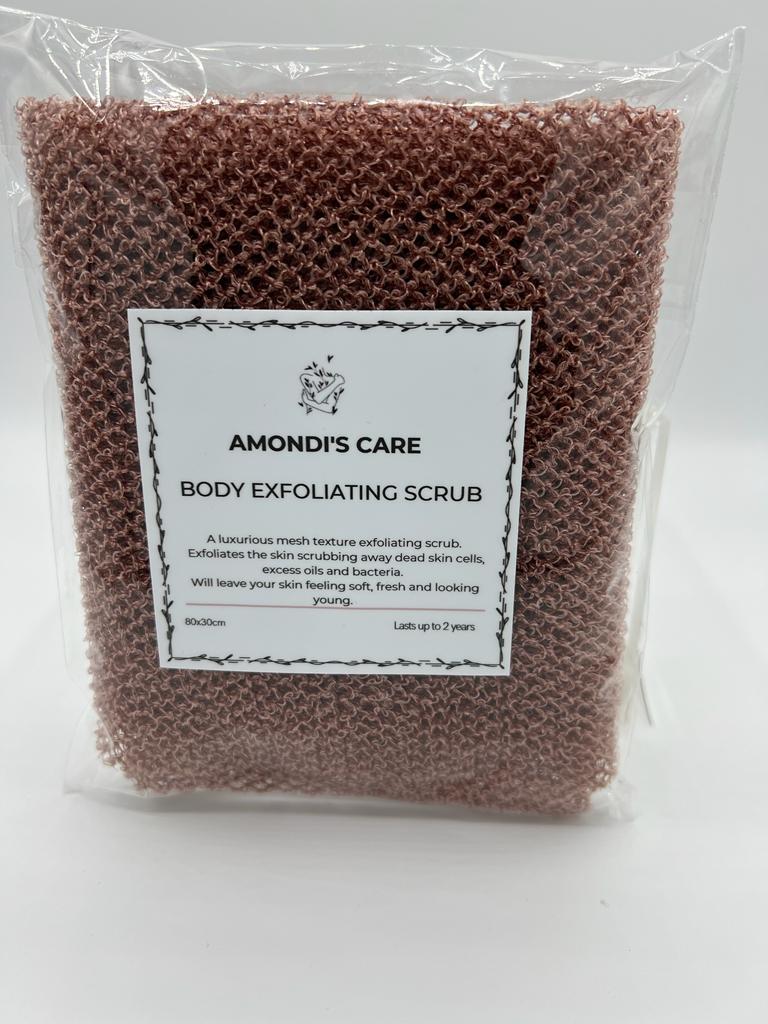 AMONDI'S CARE
BODY EXFOLIATING SCRUB
A luxurious mesh texture exfoliating scrub.
Exfoliates the skin scrubbing away dead skin cells,
excess oils and bacteria.
Will leave your skin feeling soft, fresh and looking
young.
80x30cm
Lasts up to 2 years